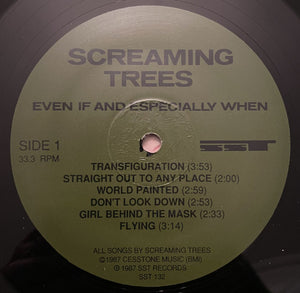 SCREAMING
TREES
EVEN IF AND ESPECIALLY WHEN
SIDE 1
33.3 RPM
SST
TRANSFIGURATION (3:53)
STRAIGHT OUT TO ANY PLACE (2:00)
WORLD PAINTED (2:59)
DON'T LOOK DOWN (3:53)
GIRL BEHIND THE MASK (2:33)
FLYING (3:14)
ALL SONGS BY SCREAMING TREES
©1987 CESSTONE MUSIC (BMI)
℗1987 SST RECORDS
SST 132